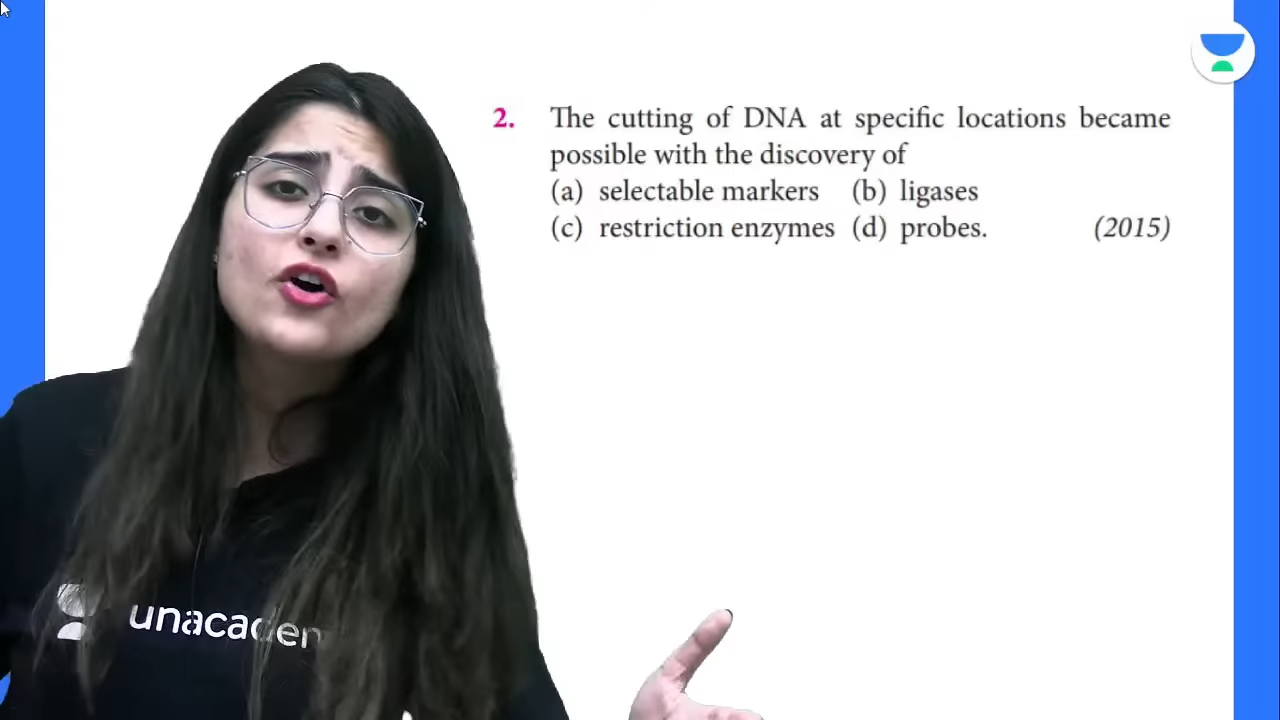 2. The cutting of DNA at specific locations became
possible with the discovery of
(a) selectable markers (b) ligases
(c) restriction enzymes (d) probes. (2015)
unacadem